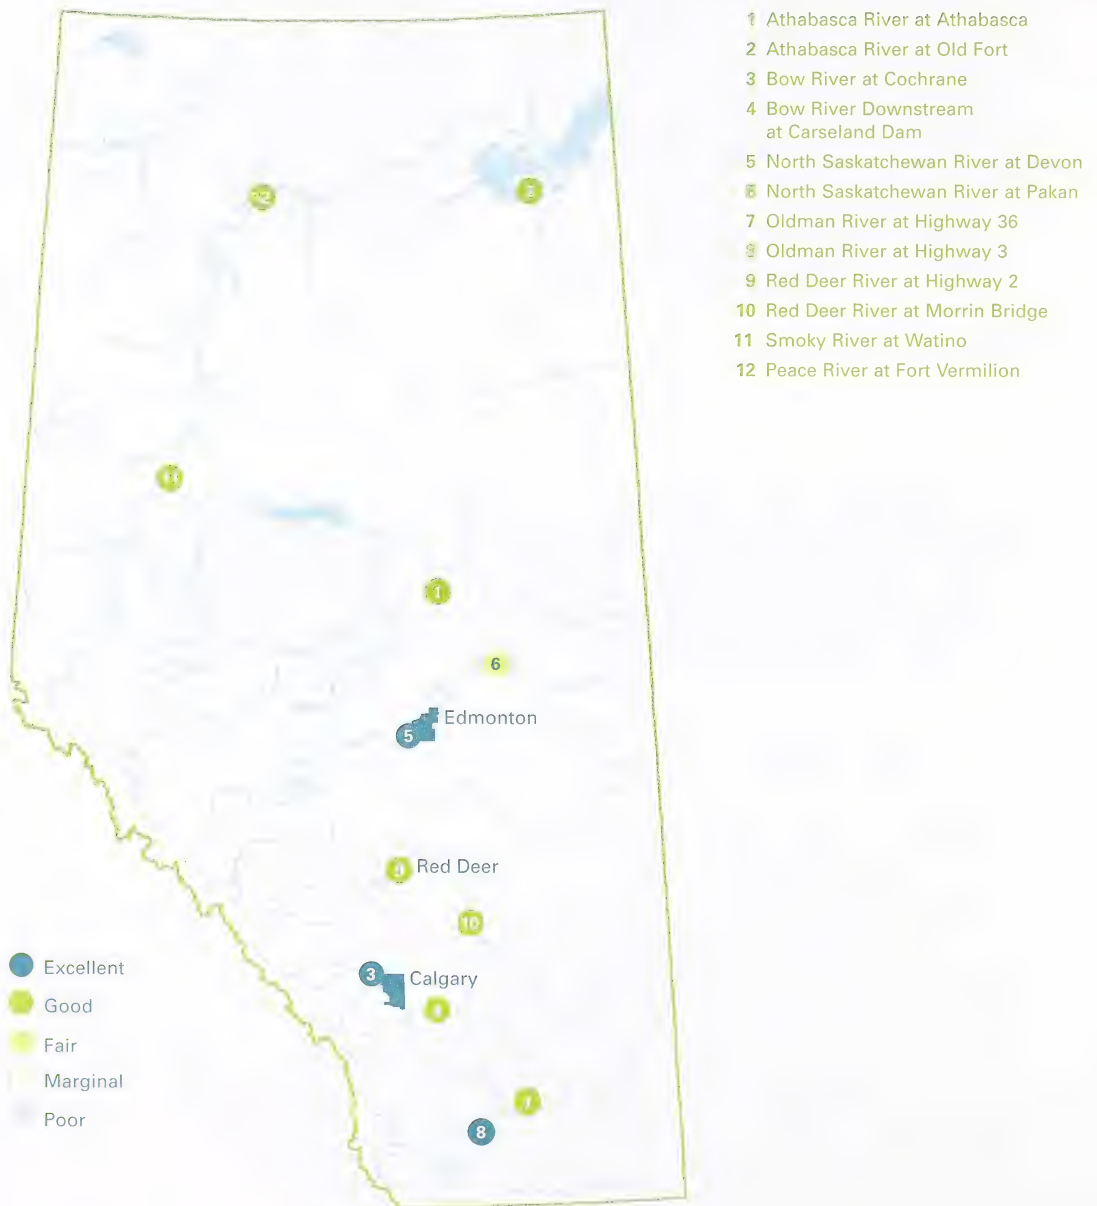 1 Athabasca River at Athabasca
2 Athabasca River at Old Fort
3 Bow River at Cochrane
4 Bow River Downstream
at Carseland Dam
5 North Saskatchewan River at Devon
6 North Saskatchewan River at Pakan
7 Oldman River at Highway 36
8 Oldman River at Highway 3
9 Red Deer River at Highway 2
10 Red Deer River at Morrin Bridge
11 Smoky River at Watino
12 Peace River at Fort Vermilion
12
11
1
6
Edmonton
5
9 Red Deer
10
3 Calgary
7
8
Excellent
Good
Fair
Marginal
Poor